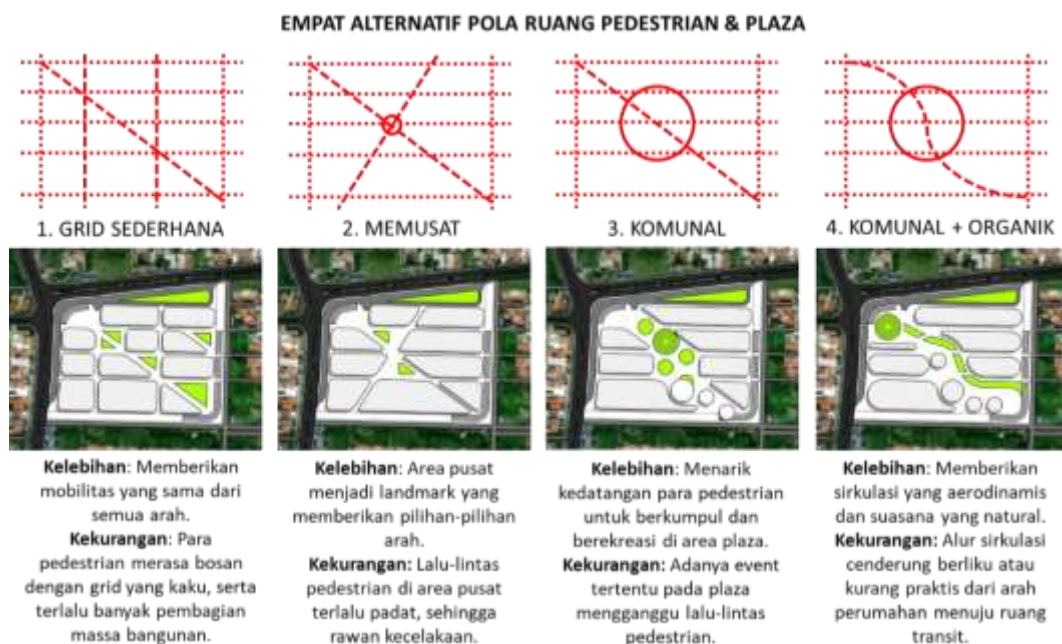 EMPAT ALTERNATIF POLA RUANG PEDESTRIAN & PLAZA
1. GRID SEDERHANA
2. MEMUSAT
3. KOMUNAL
4. KOMUNAL + ORGANIK
Kelebihan: Memberikan
mobilitas yang sama dari
semua arah.
Kekurangan: Para
pedestrian merasa bosan
dengan grid yang kaku, serta
terlalu banyak pembagian
massa bangunan.
Kelebihan: Area pusat
menjadi landmark yang
memberikan pilihan-pilihan
arah.
Kekurangan: Lalu-lintas
pedestrian di area pusat
terlalu padat, sehingga
rawan kecelakaan.
Kelebihan: Menarik
kedatangan para pedestrian
untuk berkumpul dan
berekreasi di area plaza.
Kekurangan: Adanya event
tertentu pada plaza
mengganggu lalu-lintas
pedestrian.
Kelebihan: Memberikan
sirkulasi yang aerodinamis
dan suasana yang natural.
Kekurangan: Alur sirkulasi
cenderung berliku atau
kurang praktis dari arah
perumahan menuju ruang
transit.